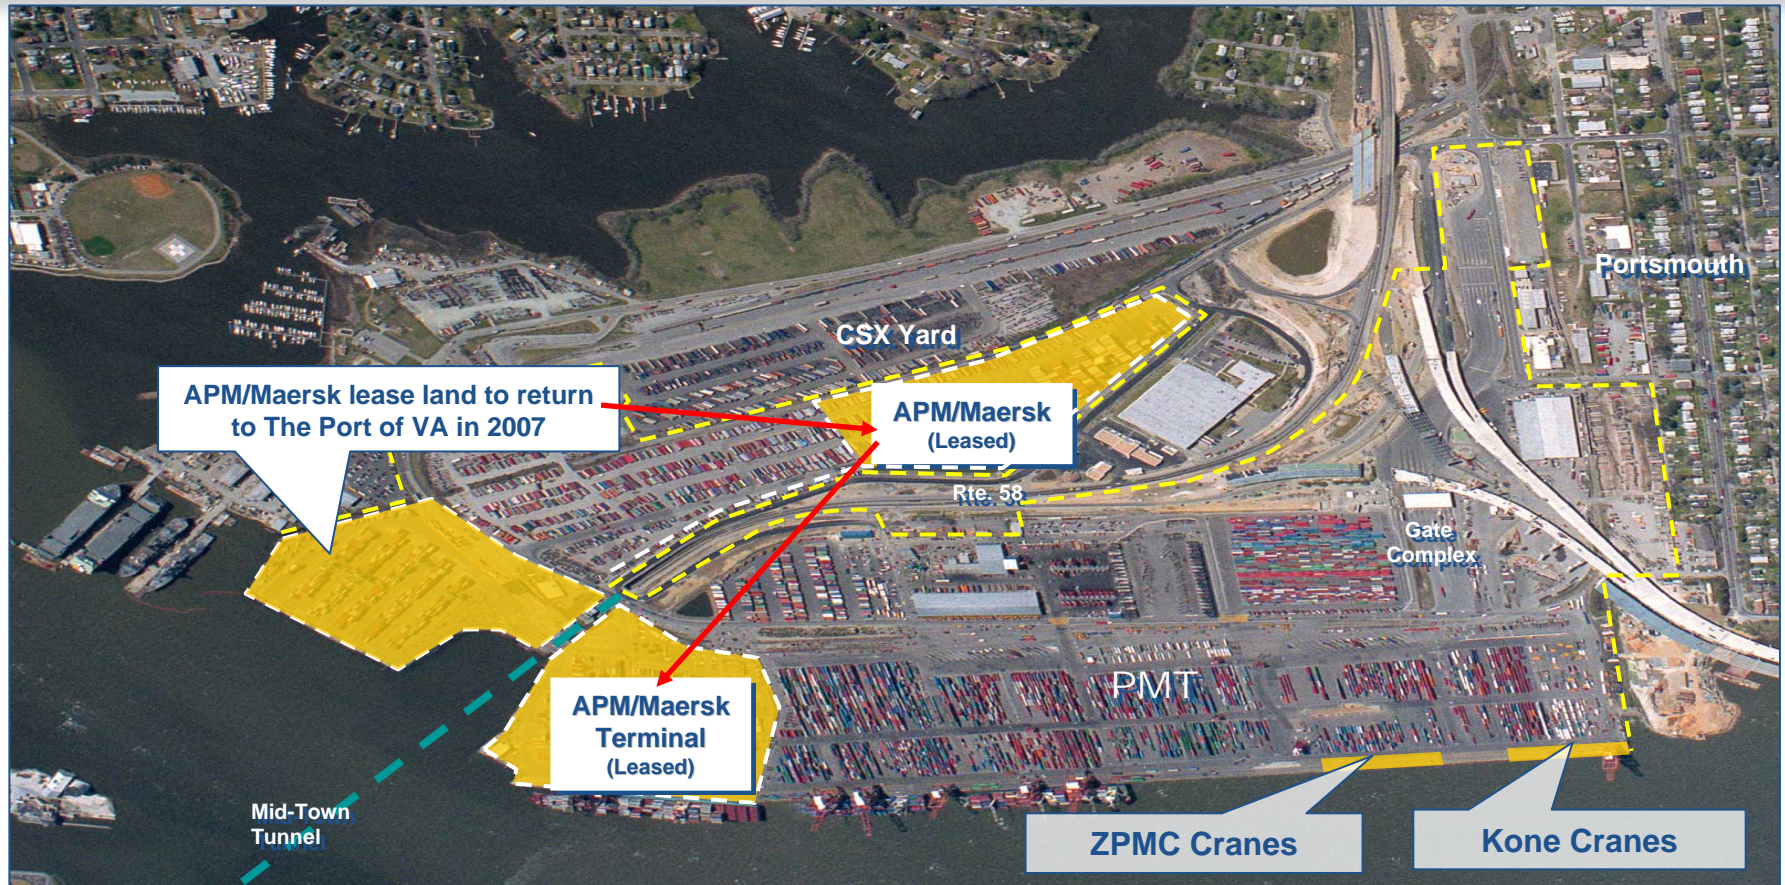 Portsmouth
CSX Yard
APM/Maersk lease land to return
to The Port of VA in 2007
APM/Maersk
(Leased)
Rte. 58
Gate
Complex
PMT
APM/Maersk
Terminal
(Leased)
Mid-Town
Tunnel
ZPMC Cranes
Kone Cranes